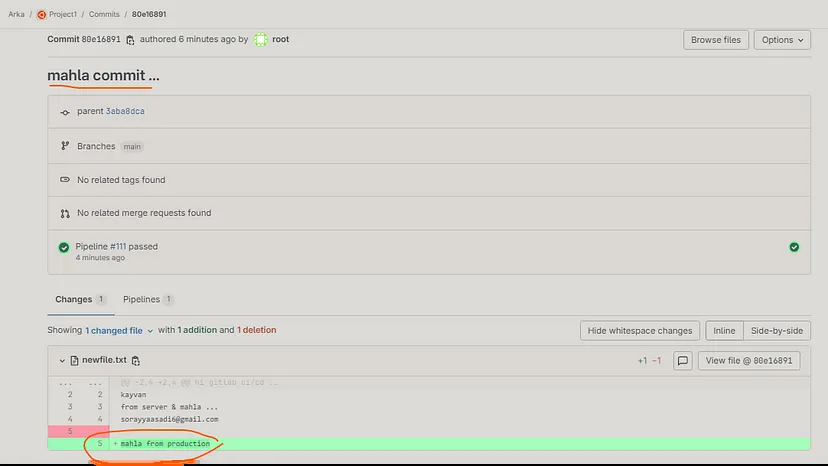 Arka / Project1 / Commits / 80e16891
Commit 80e16891 authored 6 minutes ago by root
Browse files
Options
mahla commit ...
parent 3aba8dca
Branches main
No related tags found
No related merge requests found
Pipeline #111 passed
4 minutes ago
Changes 1 Pipelines 1
Showing 1 changed file with 1 addition and 1 deletion
Hide whitespace changes
Inline
Side-by-side
newfile.txt
+1 -1
View file @ 80e16891
... ... @@ -2,4 +2,4 @@ hi gitlab ci/cd ...
2 2 kayvan
3 3 from server & mahla ...
4 4 sorayyaasadi6@gmail.com
5
5 + mahla from production